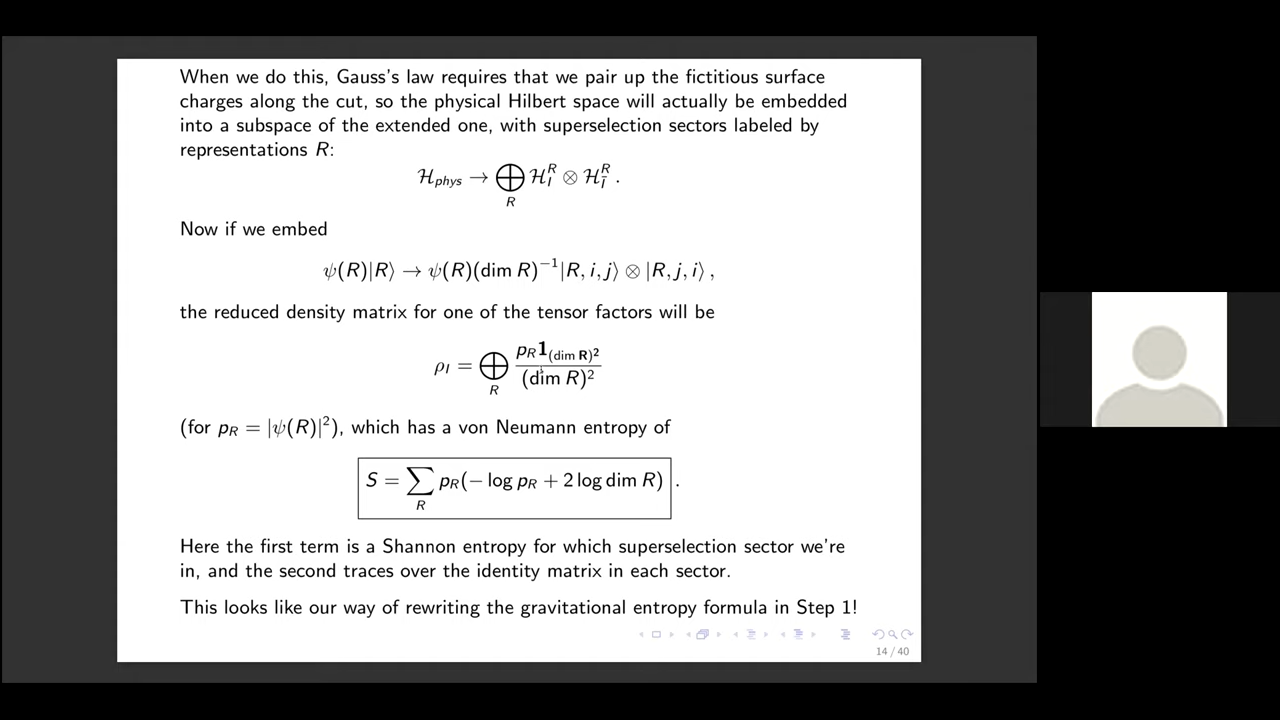 When we do this, Gauss's law requires that we pair up the fictitious surface
charges along the cut, so the physical Hilbert space will actually be embedded
into a subspace of the extended one, with superselection sectors labeled by
representations R:
ℋ_phys → ⨁_R ℋ_I^R ⊗ ℋ_Ī^R .
Now if we embed
ψ(R)|R⟩ → ψ(R)(dim R)^{−1}|R, i, j⟩ ⊗ |R, j, i⟩ ,
the reduced density matrix for one of the tensor factors will be
ρ_I = ⨁_R p_R 𝟏_{(dim R)^2} / (dim R)^2
(for p_R = |ψ(R)|^2), which has a von Neumann entropy of
S = ∑_R p_R(− log p_R + 2 log dim R) .
Here the first term is a Shannon entropy for which superselection sector we're
in, and the second traces over the identity matrix in each sector.
This looks like our way of rewriting the gravitational entropy formula in Step 1!
14 / 40